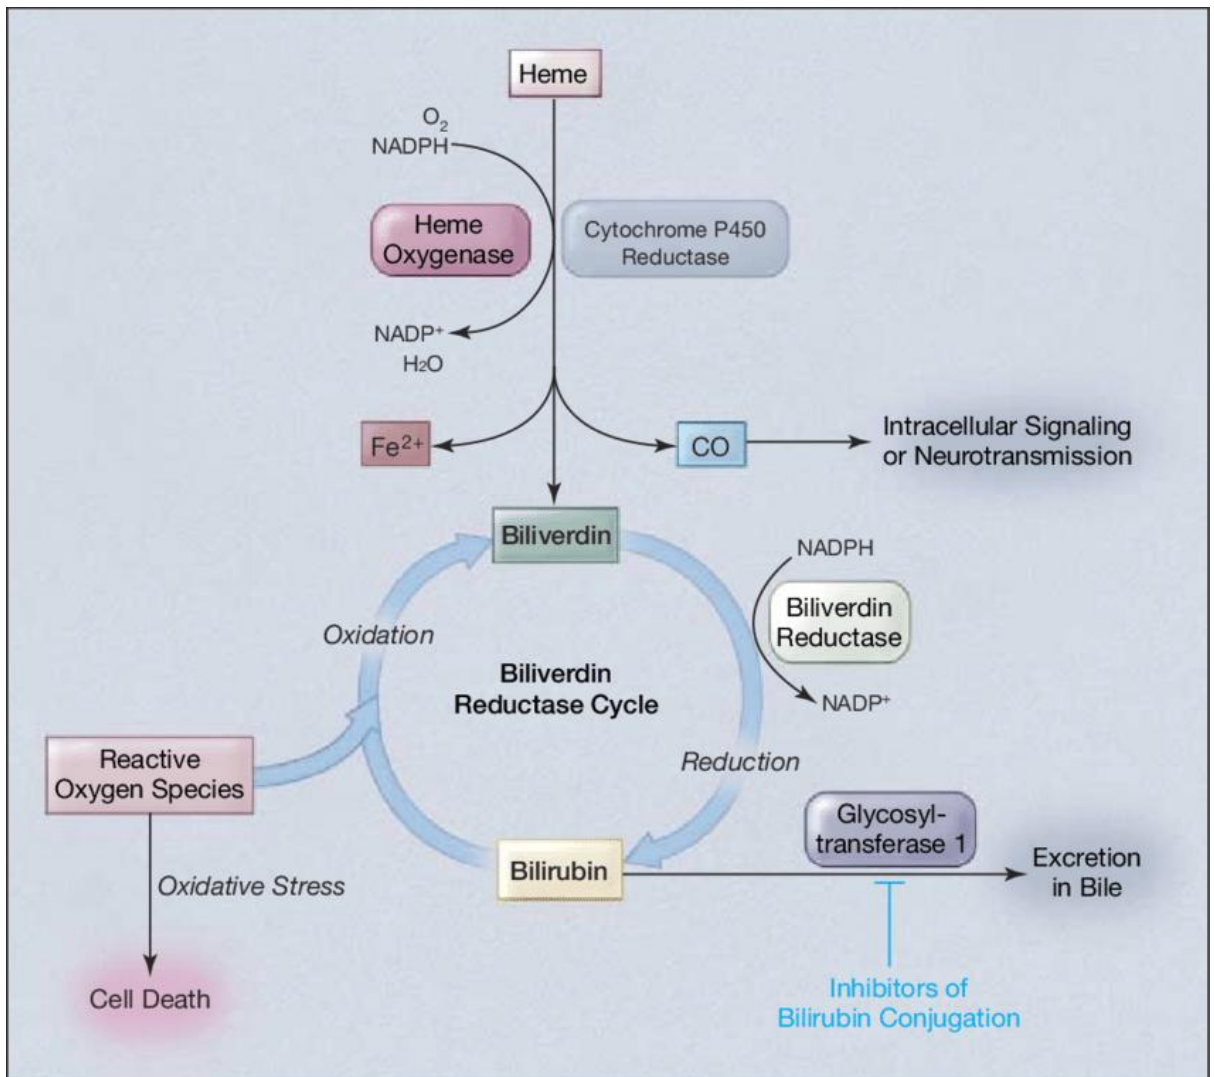 Heme
O₂
NADPH
Heme
Oxygenase
Cytochrome P450
Reductase
NADP⁺
H₂O
Fe²⁺
CO
Intracellular Signaling
or Neurotransmission
Biliverdin
NADPH
Biliverdin
Reductase
Oxidation
Biliverdin
Reductase Cycle
NADP⁺
Reactive
Oxygen Species
Reduction
Glycosyl-
transferase 1
Bilirubin
Excretion
in Bile
Oxidative Stress
Cell Death
Inhibitors of
Bilirubin Conjugation